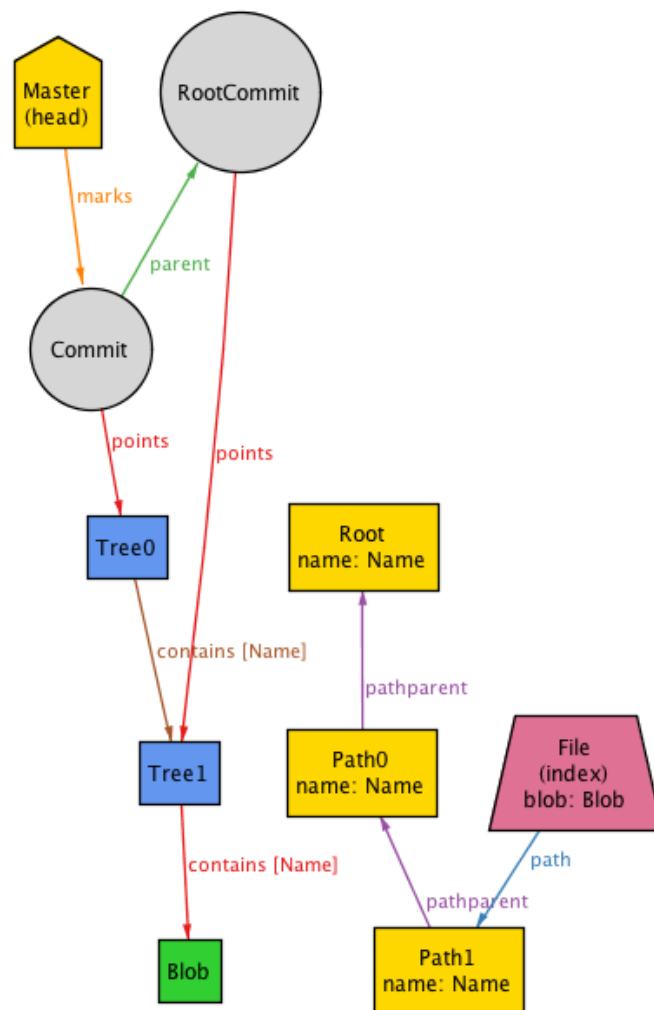 Master
(head)
RootCommit
marks
parent
Commit
points
points
Tree0
Root
name: Name
contains [Name]
pathparent
Tree1
Path0
name: Name
File
(index)
blob: Blob
contains [Name]
path
pathparent
Blob
Path1
name: Name